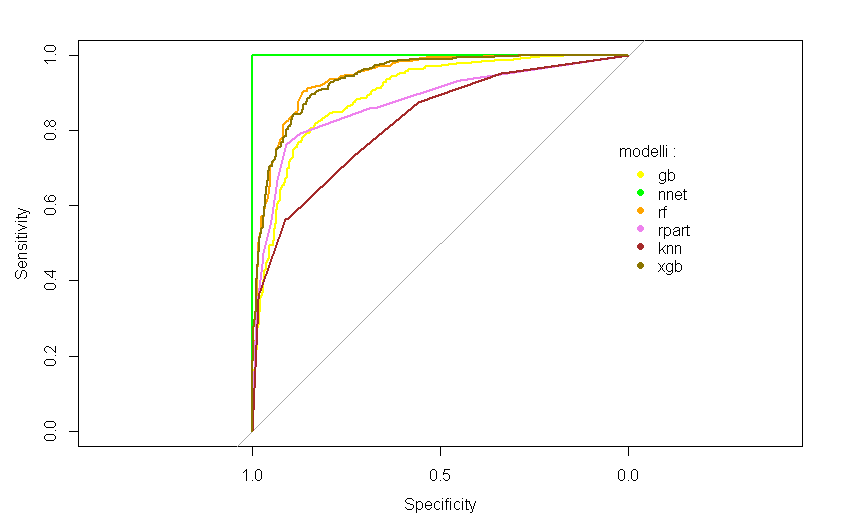 1.0
0.8
0.6
0.4
0.2
0.0
Sensitivity
modelli :
gb
nnet
rf
rpart
knn
xgb
1.0 0.5 0.0
Specificity